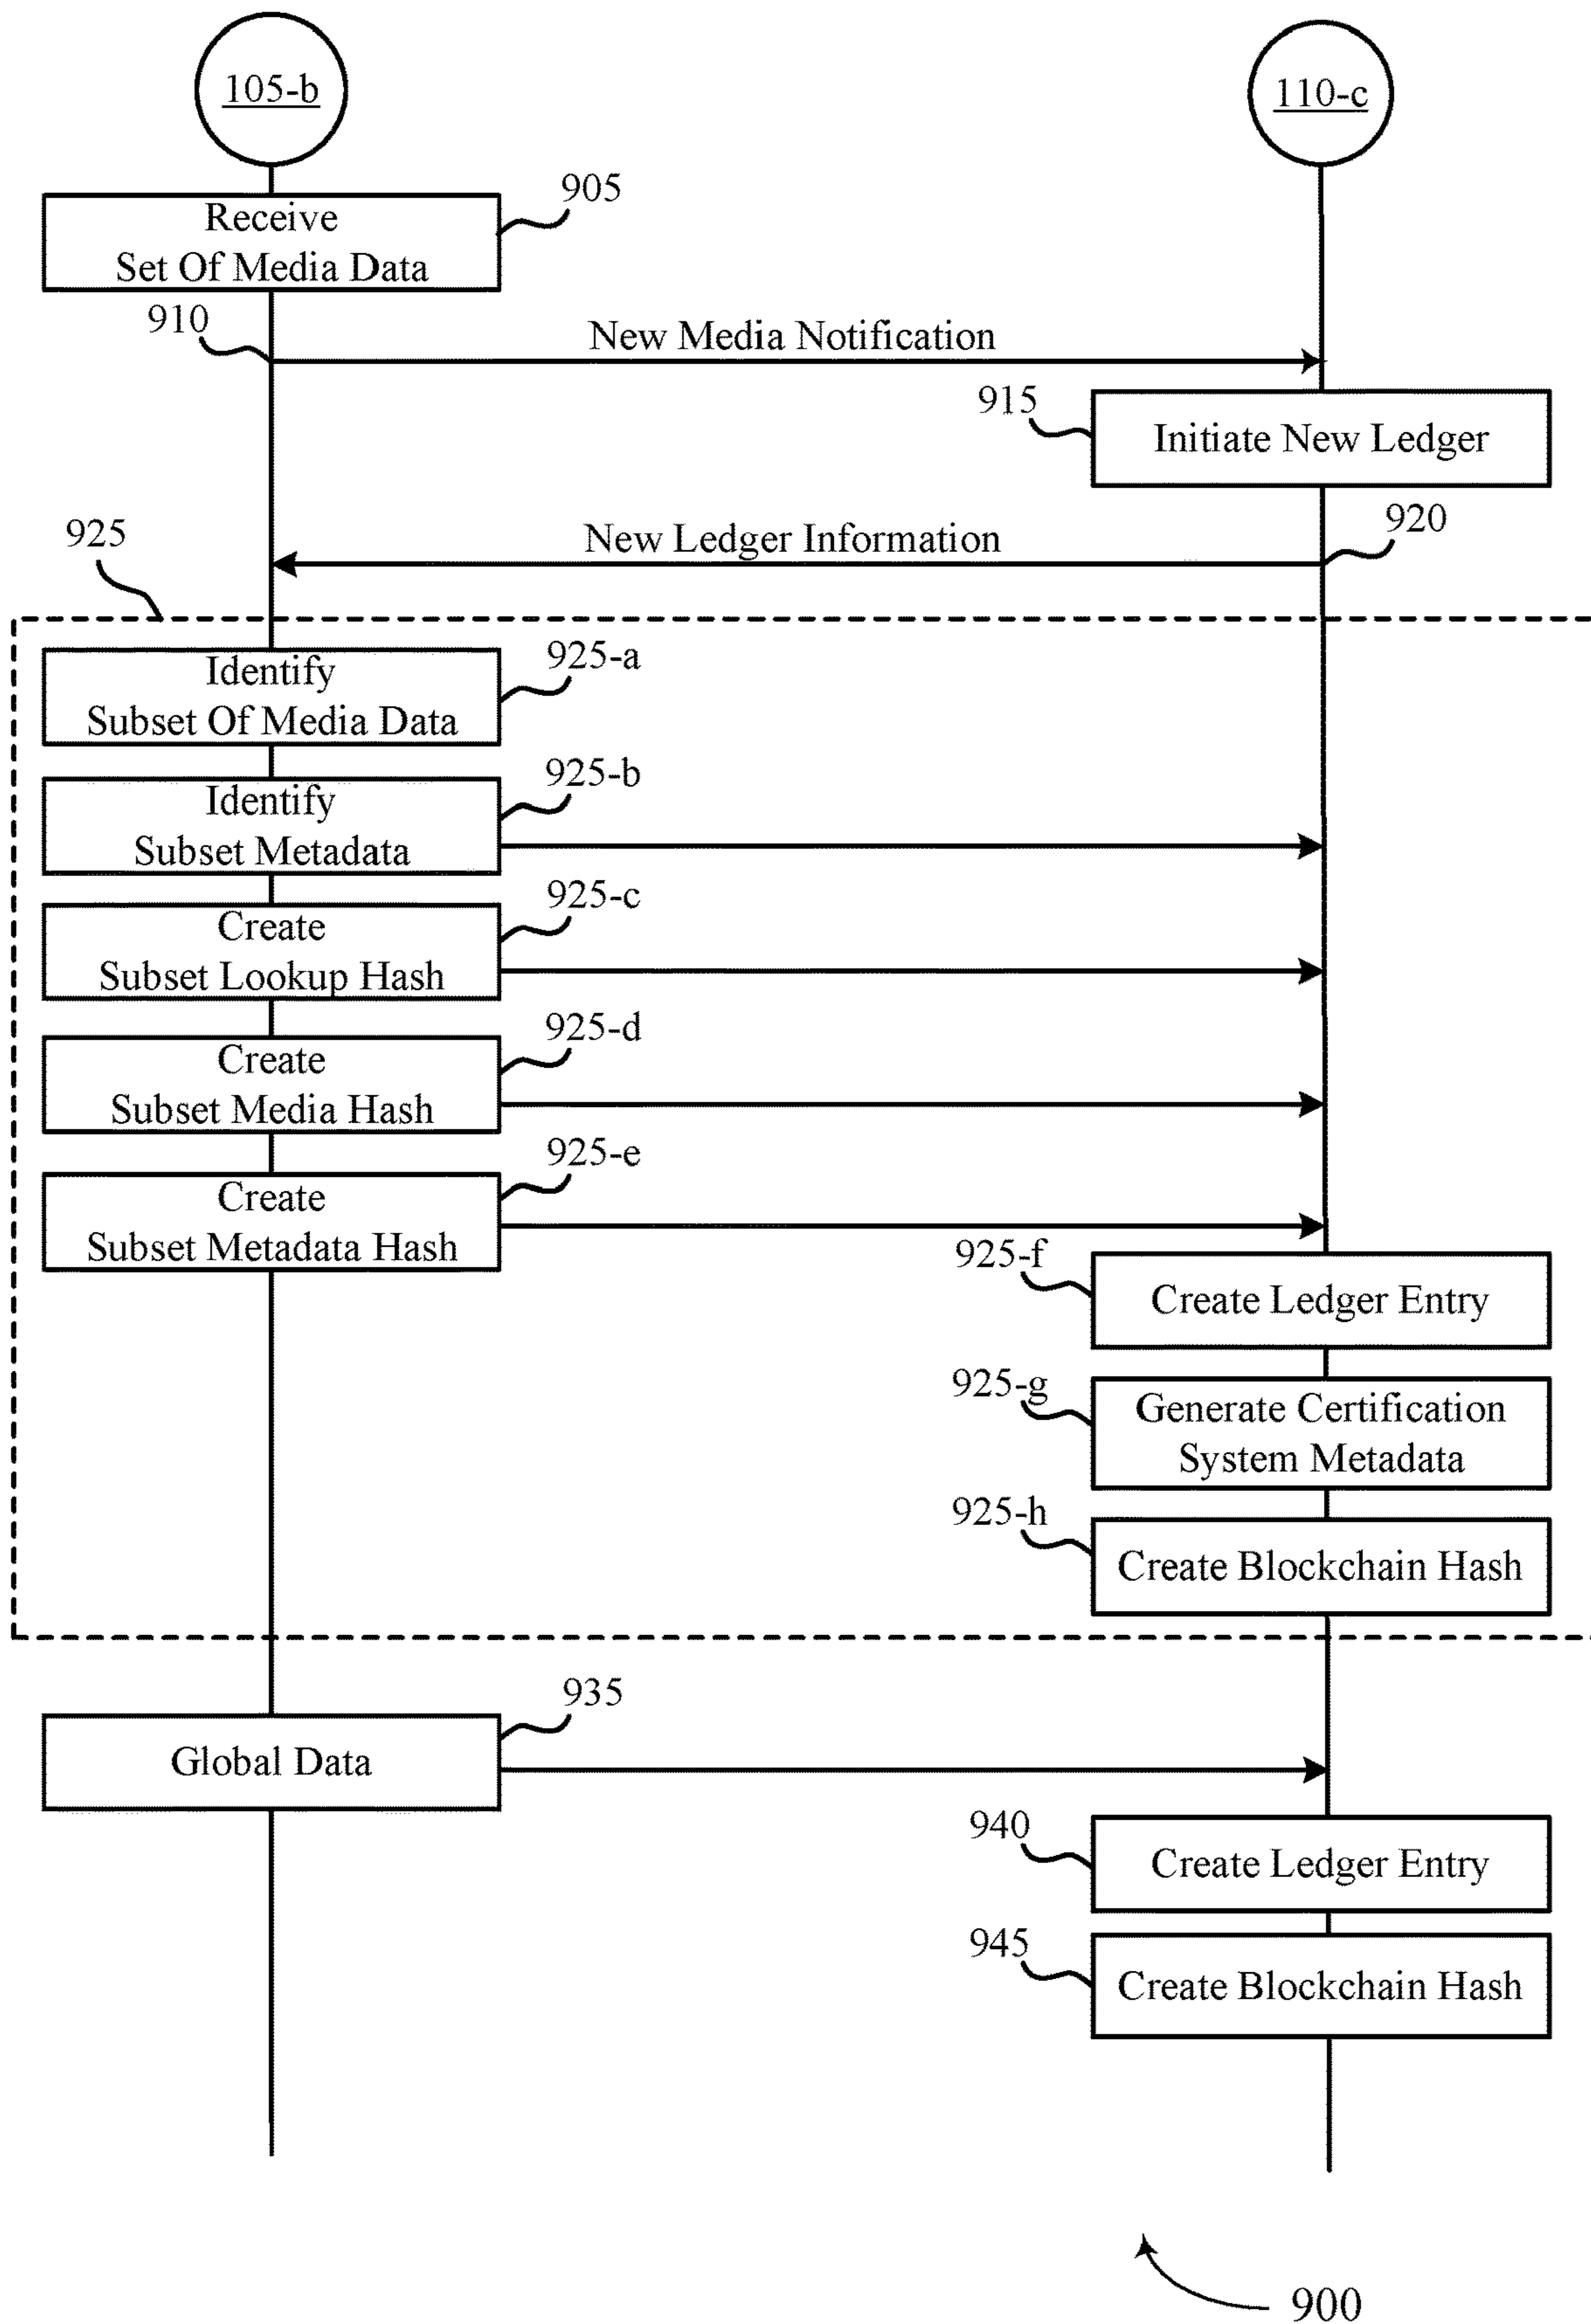 105-b
110-c
905
Receive
Set Of Media Data
910
New Media Notification
915
Initiate New Ledger
920
New Ledger Information
925
925-a
Identify
Subset Of Media Data
925-b
Identify
Subset Metadata
925-c
Create
Subset Lookup Hash
925-d
Create
Subset Media Hash
925-e
Create
Subset Metadata Hash
925-f
Create Ledger Entry
925-g
Generate Certification
System Metadata
925-h
Create Blockchain Hash
935
Global Data
940
Create Ledger Entry
945
Create Blockchain Hash
900